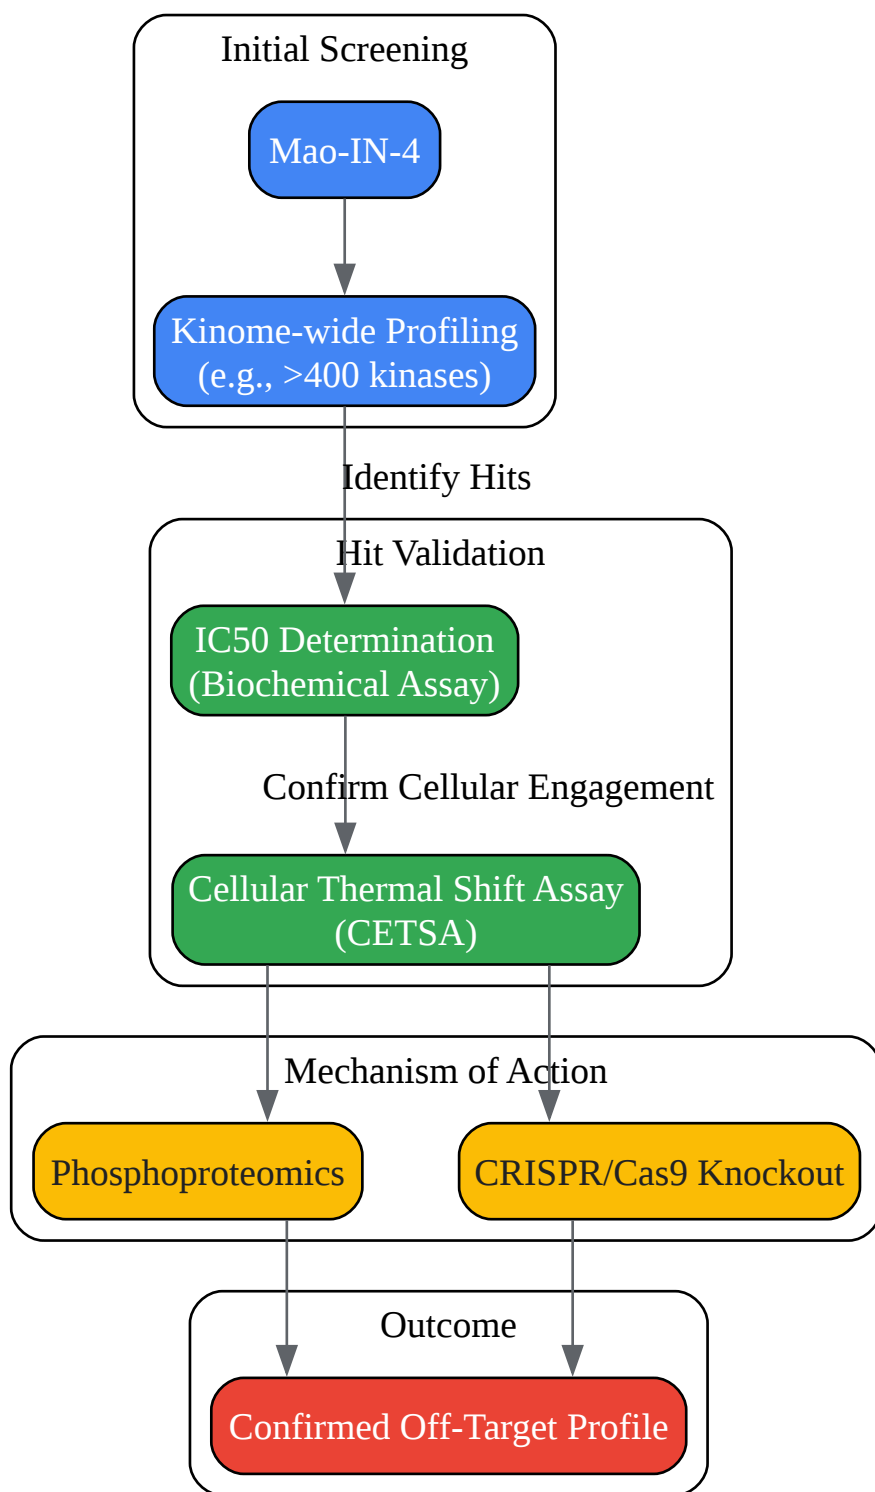 Initial Screening
Mao-IN-4
Kinome-wide Profiling
(e.g., >400 kinases)
Identify Hits
Hit Validation
IC50 Determination
(Biochemical Assay)
Confirm Cellular Engagement
Cellular Thermal Shift Assay
(CETSA)
Mechanism of Action
Phosphoproteomics
CRISPR/Cas9 Knockout
Outcome
Confirmed Off-Target Profile